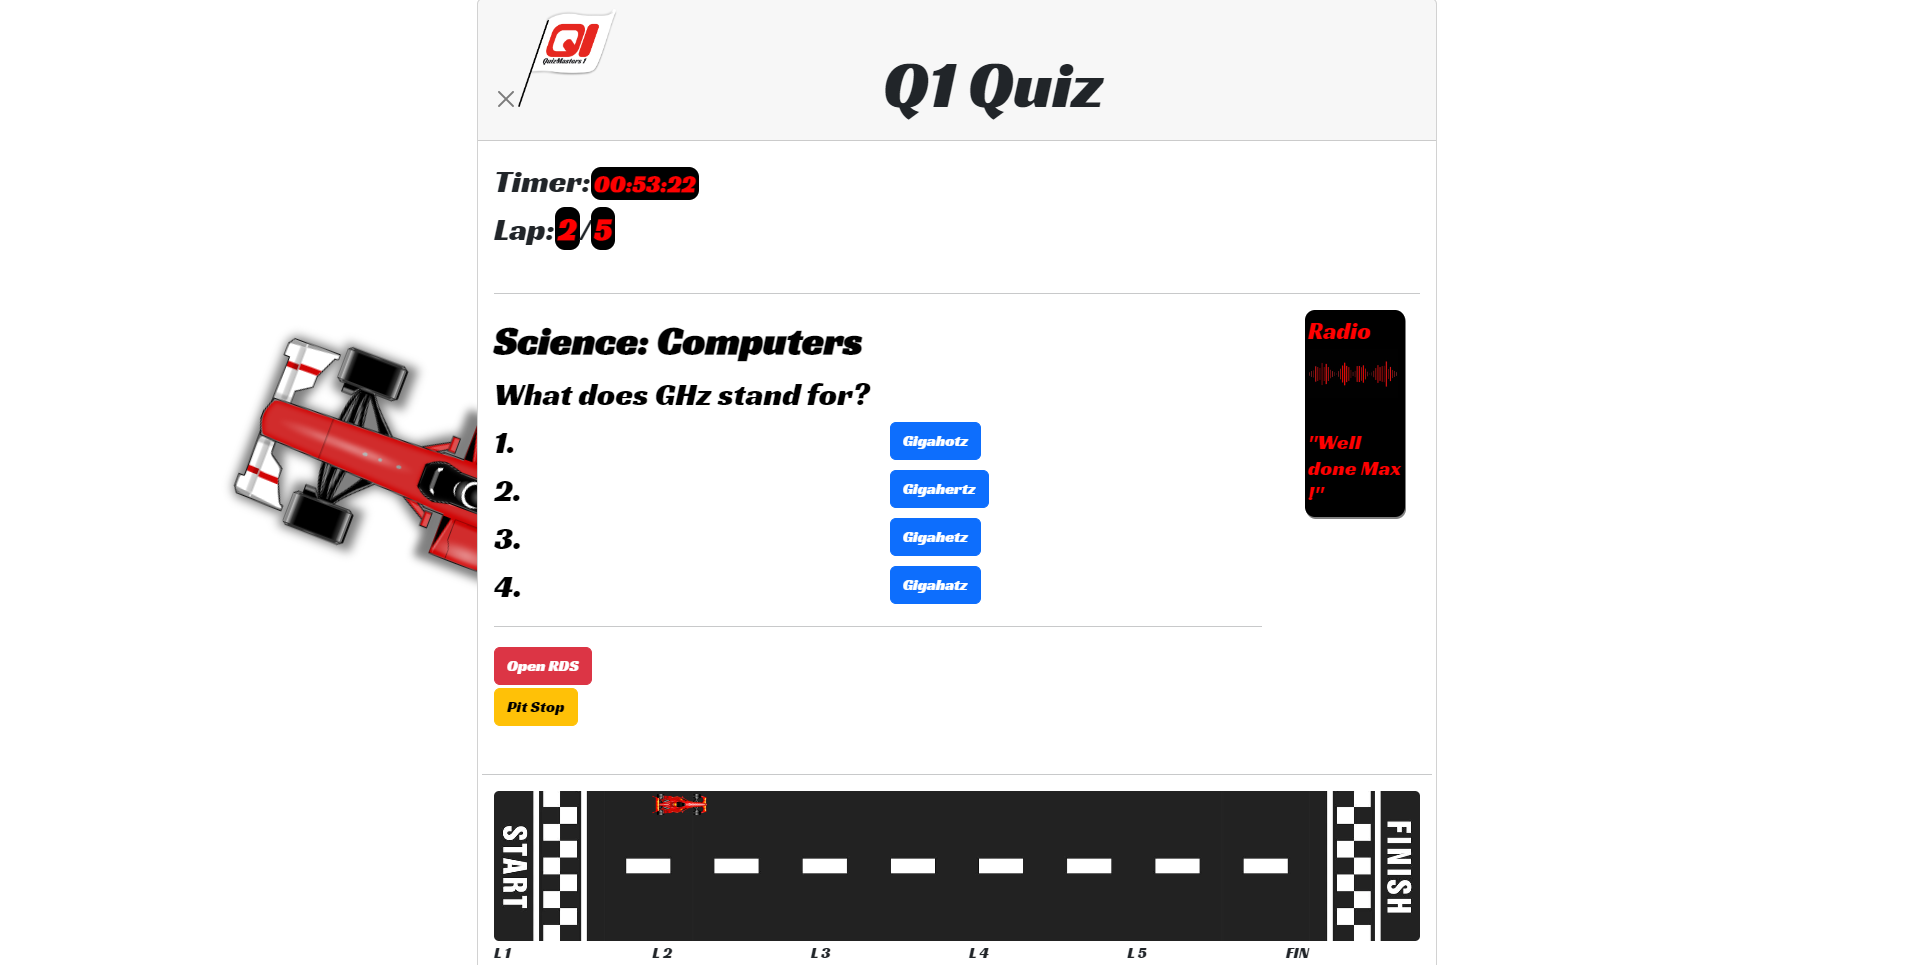 Q1
QuizMasters 1
Q1 Quiz
Timer: 00:53:22
Lap: 2/5
Science: Computers
Radio
What does GHz stand for?
1. Gigahotz
2. Gigahertz
3. Gigahetz
4. Gigahatz
"Well
done Max
!"
Open RDS
Pit Stop
START
FINISH
L1 L2 L3 L4 L5 FIN